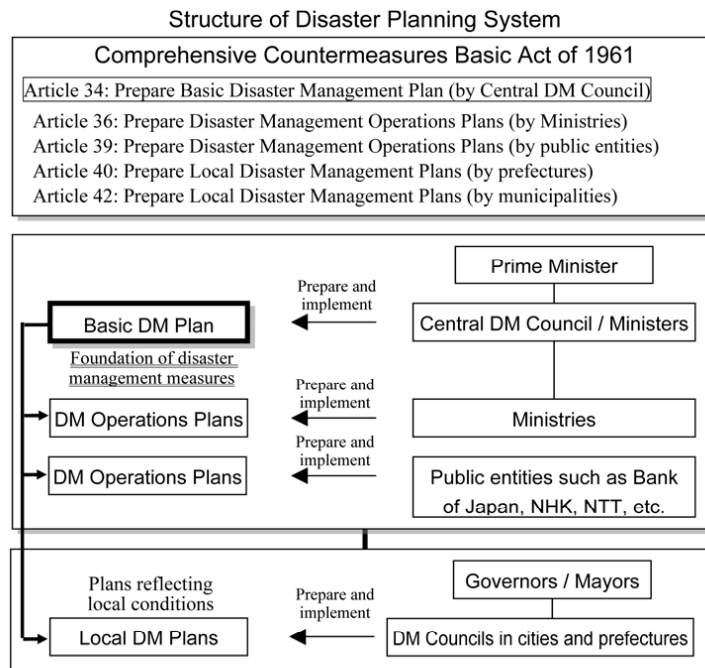 Structure of Disaster Planning System
Comprehensive Countermeasures Basic Act of 1961
Article 34: Prepare Basic Disaster Management Plan (by Central DM Council)
Article 36: Prepare Disaster Management Operations Plans (by Ministries)
Article 39: Prepare Disaster Management Operations Plans (by public entities)
Article 40: Prepare Local Disaster Management Plans (by prefectures)
Article 42: Prepare Local Disaster Management Plans (by municipalities)
Prime Minister
Prepare and
implement
Basic DM Plan
Central DM Council / Ministers
Foundation of disaster
management measures
Prepare and
implement
DM Operations Plans
Ministries
Prepare and
implement
DM Operations Plans
Public entities such as Bank
of Japan, NHK, NTT, etc.
Plans reflecting
local conditions
Prepare and
implement
Governors / Mayors
Local DM Plans
DM Councils in cities and prefectures